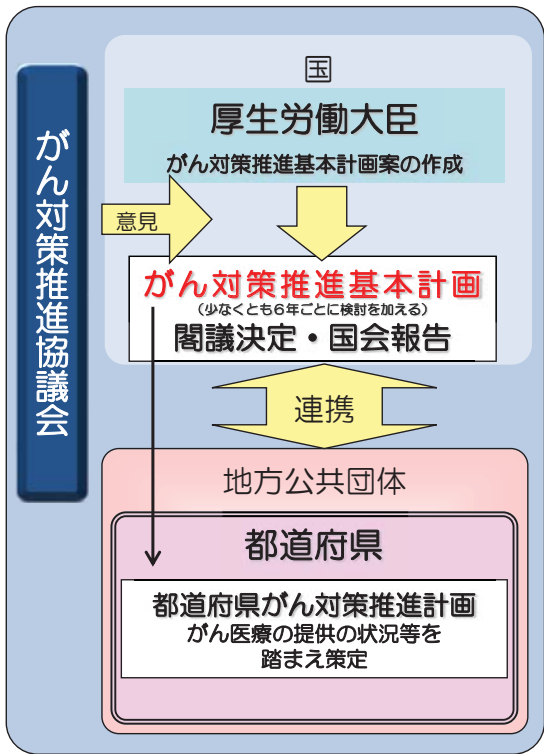 がん対策推進協議会
国
厚生労働大臣
がん対策推進基本計画案の作成
意見
がん対策推進基本計画
（少なくとも６年ごとに検討を加える）
閣議決定・国会報告
連携
地方公共団体
都道府県
都道府県がん対策推進計画
がん医療の提供の状況等を
踏まえ策定